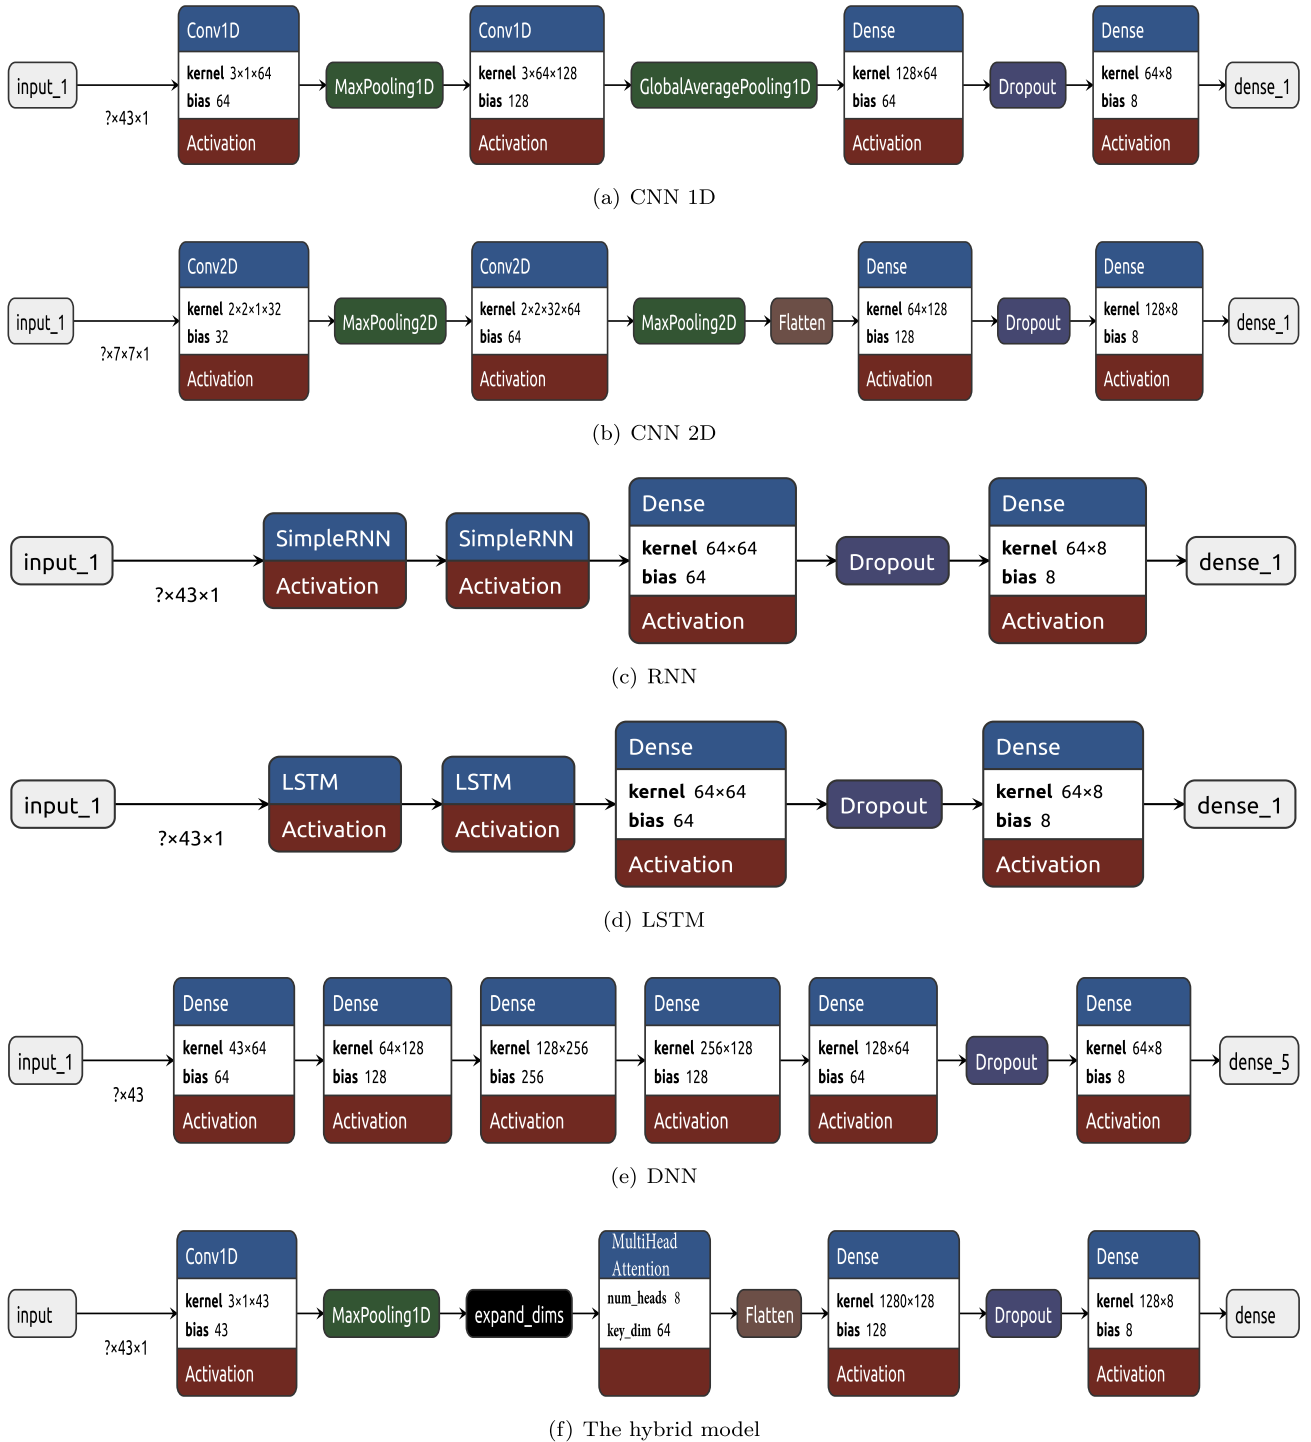 Conv1D
kernel 3×1×64
bias 64
Activation
Conv1D
kernel 3×64×128
bias 128
Activation
Dense
kernel 128×64
bias 64
Activation
Dense
kernel 64×8
bias 8
Activation
input_1
?×43×1
MaxPooling1D
GlobalAveragePooling1D
Dropout
dense_1
(a) CNN 1D
Conv2D
kernel 2×2×1×32
bias 32
Activation
Conv2D
kernel 2×2×32×64
bias 64
Activation
Dense
kernel 64×128
bias 128
Activation
Dense
kernel 128×8
bias 8
Activation
input_1
?×7×7×1
MaxPooling2D
MaxPooling2D
Flatten
Dropout
dense_1
(b) CNN 2D
input_1
?×43×1
SimpleRNN
Activation
SimpleRNN
Activation
Dense
kernel 64×64
bias 64
Activation
Dropout
Dense
kernel 64×8
bias 8
Activation
dense_1
(c) RNN
input_1
?×43×1
LSTM
Activation
LSTM
Activation
Dense
kernel 64×64
bias 64
Activation
Dropout
Dense
kernel 64×8
bias 8
Activation
dense_1
(d) LSTM
input_1
?×43
Dense
kernel 43×64
bias 64
Activation
Dense
kernel 64×128
bias 128
Activation
Dense
kernel 128×256
bias 256
Activation
Dense
kernel 256×128
bias 128
Activation
Dense
kernel 128×64
bias 64
Activation
Dropout
Dense
kernel 64×8
bias 8
Activation
dense_5
(e) DNN
input
?×43×1
Conv1D
kernel 3×1×43
bias 43
Activation
MaxPooling1D
expand_dims
MultiHead
Attention
num_heads 8
key_dim 64
Flatten
Dense
kernel 1280×128
bias 128
Activation
Dropout
Dense
kernel 128×8
bias 8
Activation
dense
(f) The hybrid model